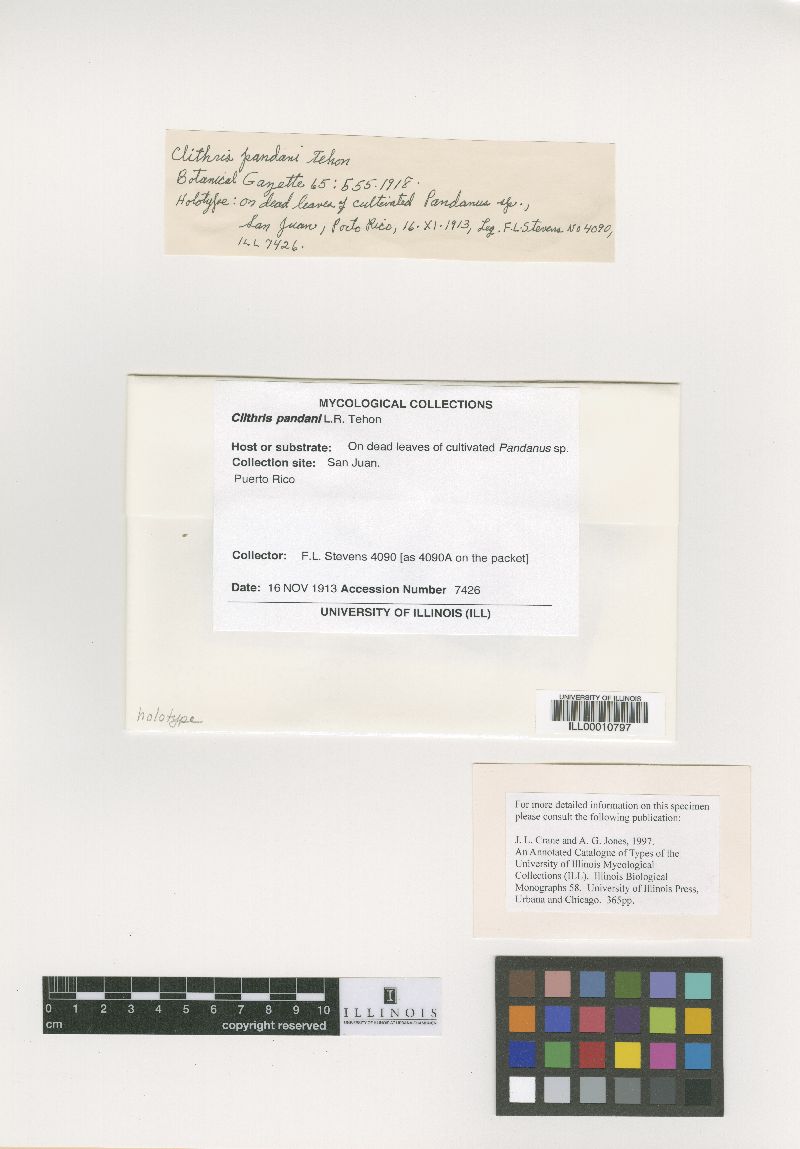 Clithris pandani Tehon
Botanical Gazette 65: 555. 1918.
Holotype: on dead leaves of cultivated Pandanus sp.,
San Juan, Porto Rico, 16. XI. 1913, Leg. F.L. Stevens No 4090,
ILL 7426.
MYCOLOGICAL COLLECTIONS
Clithris pandani L.R. Tehon
Host or substrate: On dead leaves of cultivated Pandanus sp.
Collection site: San Juan.
Puerto Rico
Collector: F.L. Stevens 4090 [as 4090A on the packet]
Date: 16 NOV 1913 Accession Number 7426
UNIVERSITY OF ILLINOIS (ILL)
holotype
UNIVERSITY OF ILLINOIS
ILL00010797
For more detailed information on this specimen
please consult the following publication:
J. L. Crane and A. G. Jones, 1997.
An Annotated Catalogue of Types of the
University of Illinois Mycological
Collections (ILL). Illinois Biological
Monographs 58. University of Illinois Press,
Urbana and Chicago. 365pp.
0 1 2 3 4 5 6 7 8 9 10
cm copyright reserved
I
ILLINOIS
UNIVERSITY OF ILLINOIS AT URBANA-CHAMPAIGN